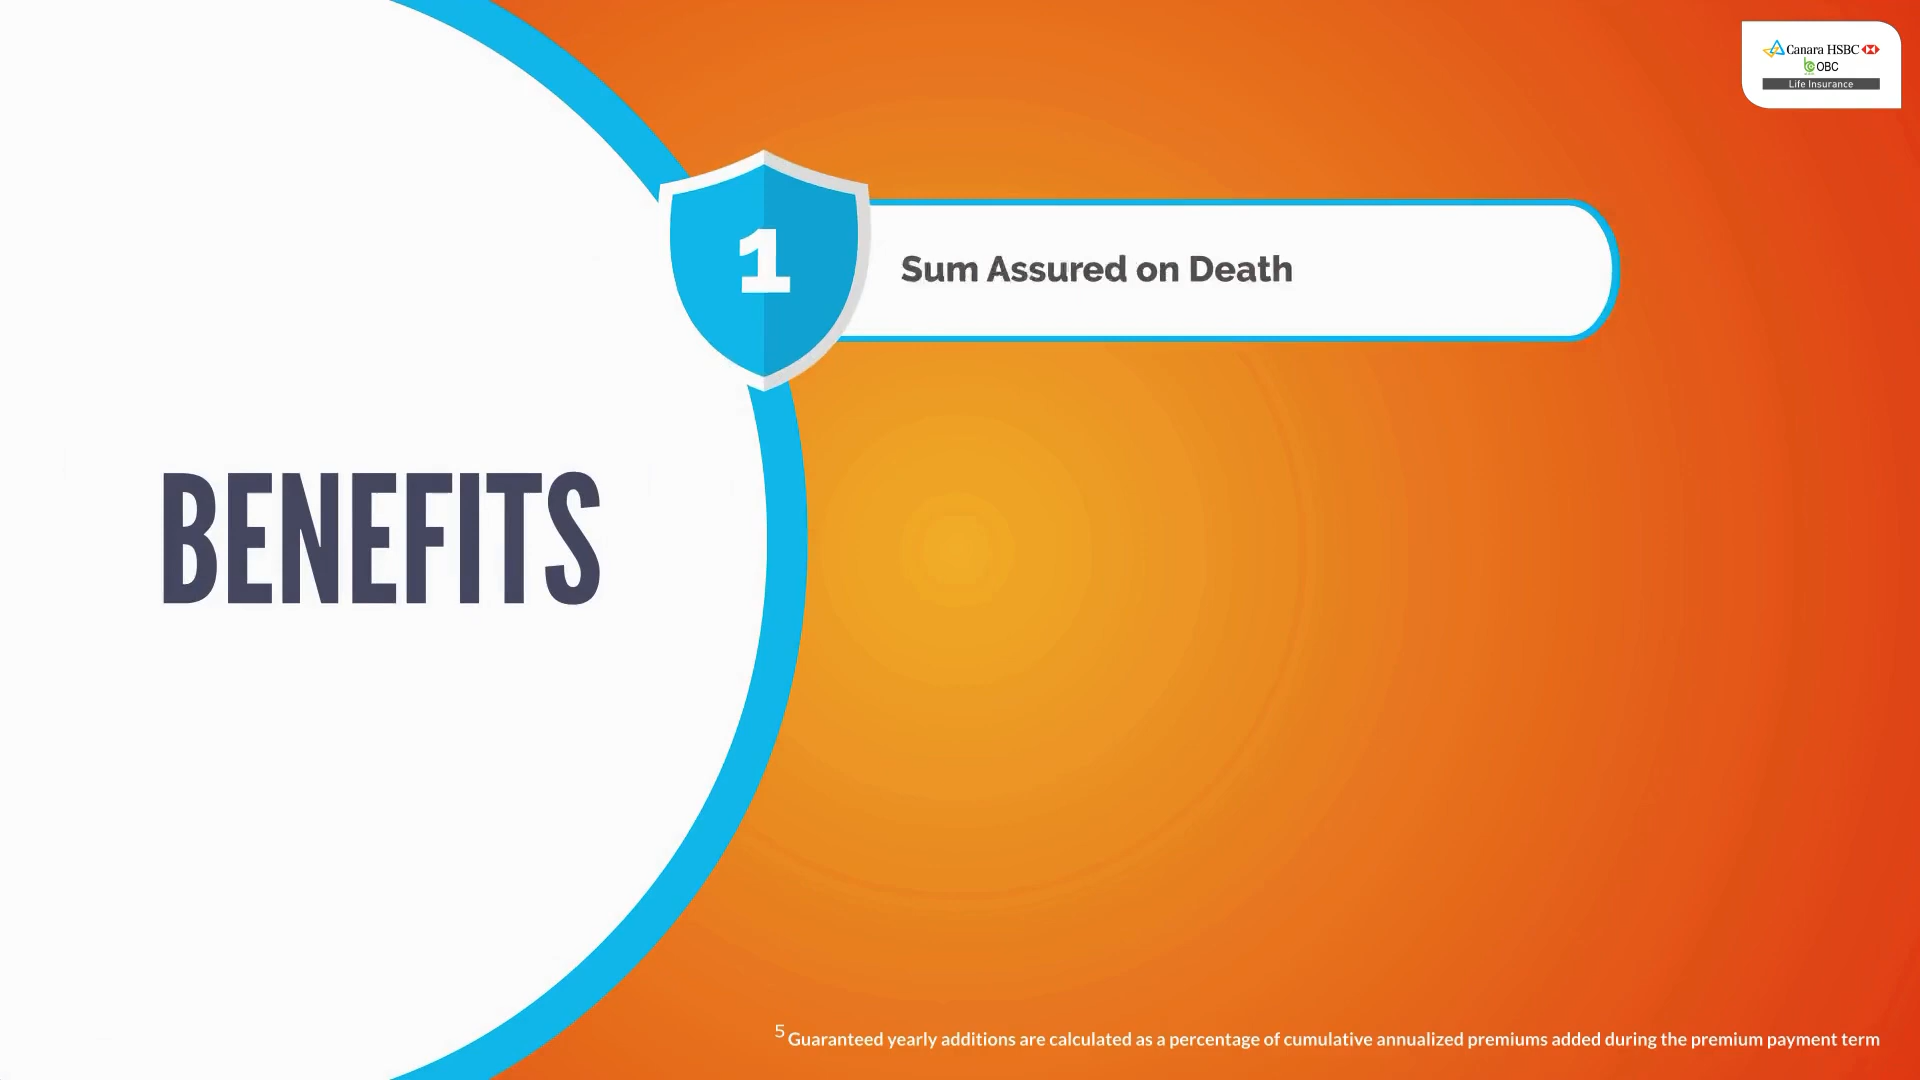 Canara HSBC
OBC
Life Insurance
1
Sum Assured on Death
BENEFITS
5 Guaranteed yearly additions are calculated as a percentage of cumulative annualized premiums added during the premium payment term